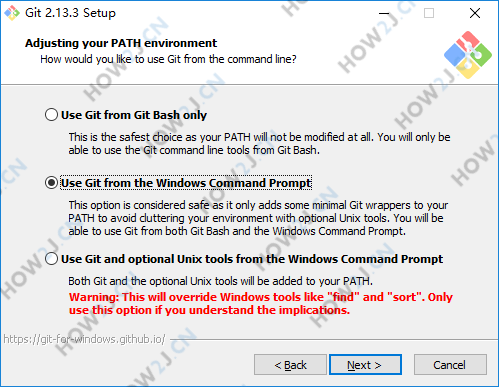 Git 2.13.3 Setup
Adjusting your PATH environment
How would you like to use Git from the command line?
Use Git from Git Bash only
This is the safest choice as your PATH will not be modified at all. You will only be
able to use the Git command line tools from Git Bash.
Use Git from the Windows Command Prompt
This option is considered safe as it only adds some minimal Git wrappers to your
PATH to avoid cluttering your environment with optional Unix tools. You will be
able to use Git from both Git Bash and the Windows Command Prompt.
Use Git and optional Unix tools from the Windows Command Prompt
Both Git and the optional Unix tools will be added to your PATH.
Warning: This will override Windows tools like "find" and "sort". Only
use this option if you understand the implications.
https://git-for-windows.github.io/
< Back
Next >
Cancel
HOW2J.CN
HOW2J.CN
HOW2J.CN
HOW2J.CN
HOW2J.CN
HOW2J.CN
HOW2J.CN
HOW2J.CN